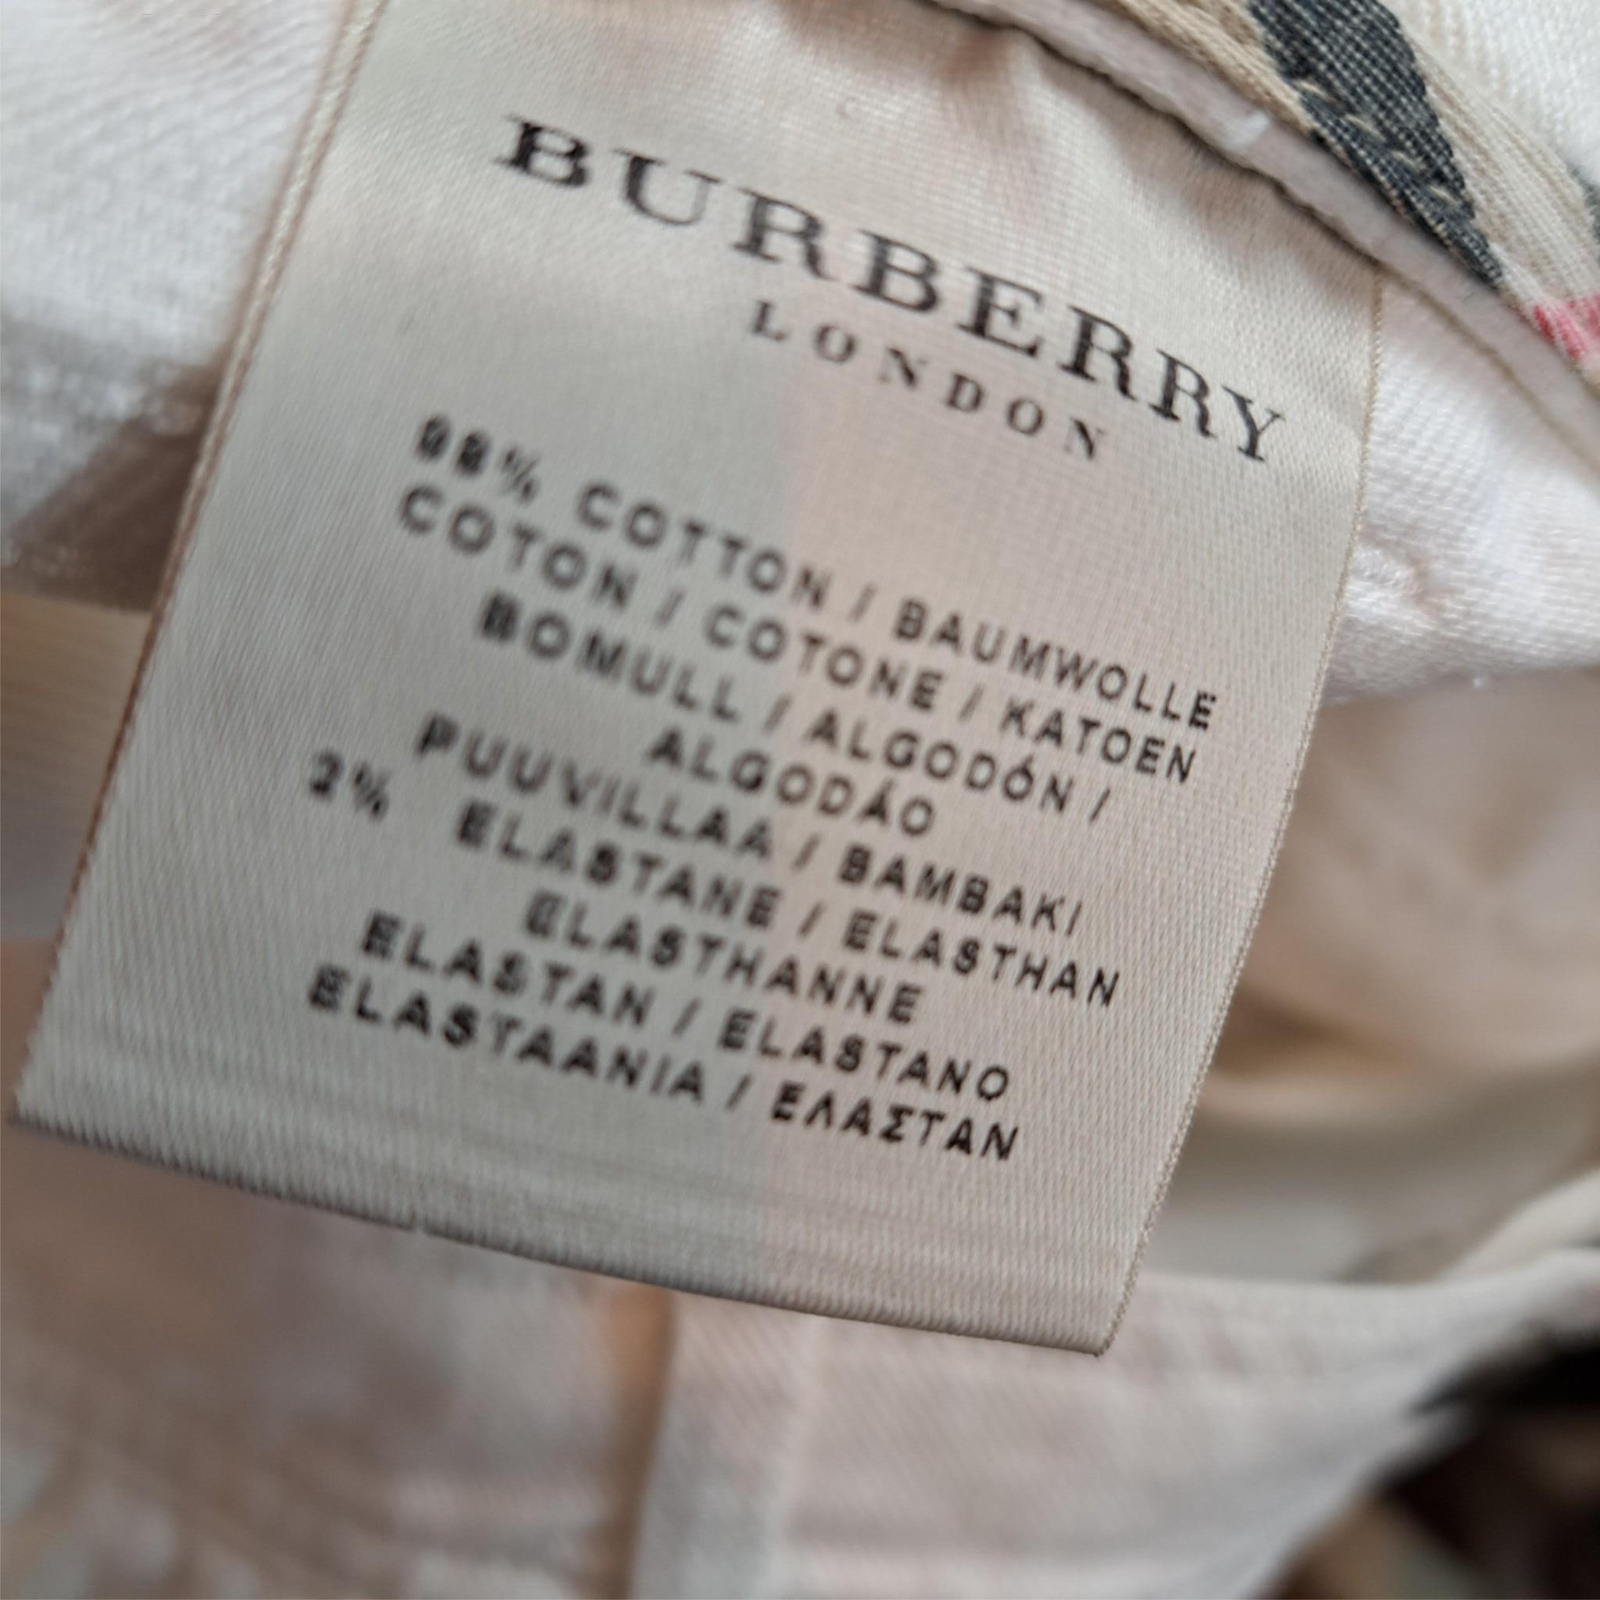 BURBERRY
LONDON
98% COTTON / BAUMWOLLE
COTON / COTONE / KATOEN
BOMULL / ALGODÓN /
ALGODÁO
PUUVILLAA / BAMBAKI
2% ELASTANE / ELASTHAN
ELASTHANNE
ELASTAN / ELASTANO
ELASTAANIA / ΕΛΑΣΤΑΝ